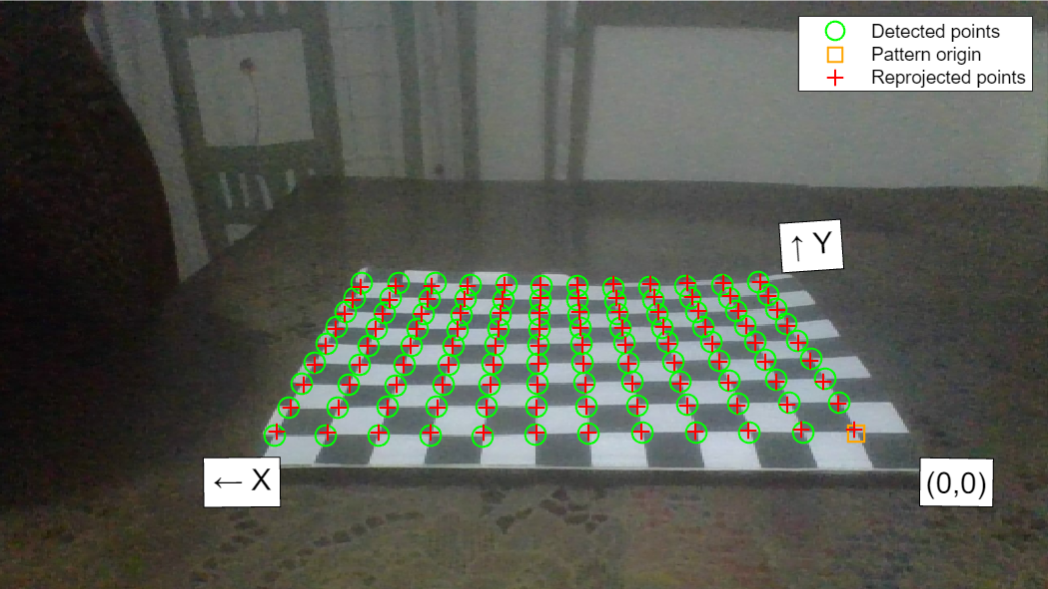 Detected points
Pattern origin
Reprojected points
↑ Y
← X
(0,0)